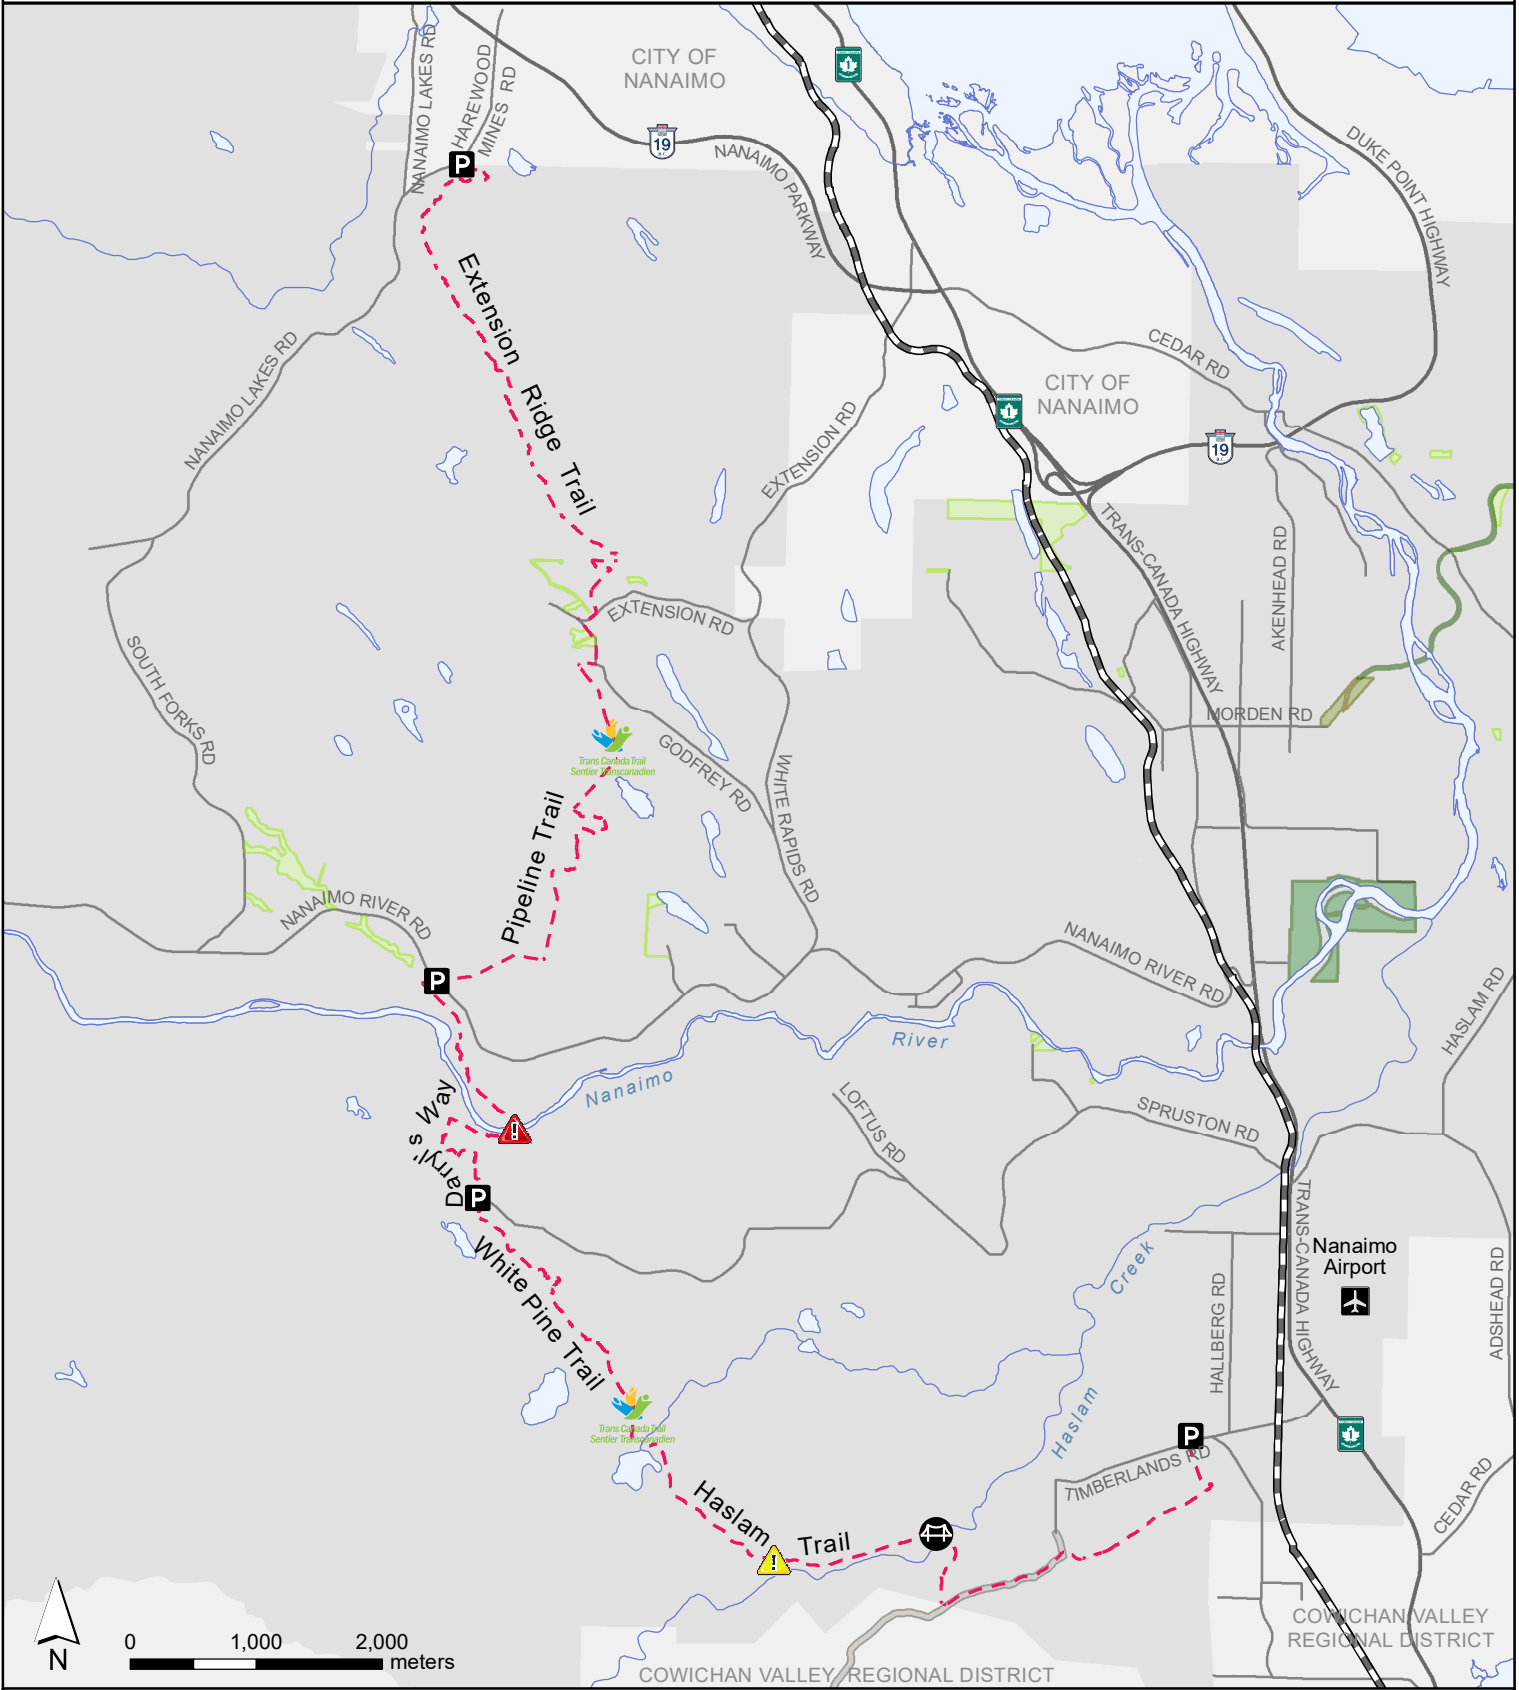 NANAIMO LAKES RD
HAREWOOD
MINES RD
CITY OF
NANAIMO
1
19
B.C.
P
NANAIMO PARKWAY
DUKE POINT HIGHWAY
Extension Ridge Trail
NANAIMO LAKES RD
CEDAR RD
CITY OF
NANAIMO
1
19
B.C.
EXTENSION RD
TRANS-CANADA HIGHWAY
AKENHEAD RD
EXTENSION RD
SOUTH FORKS RD
MORDEN RD
Trans Canada Trail
Sentier Transcanadien
GODFREY RD
WHITE RAPIDS RD
Pipeline Trail
NANAIMO RIVER RD
P
NANAIMO RIVER RD
HASLAM RD
River
Nanaimo
!
Darryl's Way
LOFTUS RD
SPRUSTON RD
P
White Pine Trail
Creek
TRANS-CANADA HIGHWAY
Nanaimo
Airport
HALLBERG RD
ADSHEAD RD
Trans Canada Trail
Sentier Transcanadien
Haslam
P
1
TIMBERLANDS RD
CEDAR RD
Haslam Trail
!
N
0 1,000 2,000
meters
COWICHAN VALLEY
REGIONAL DISTRICT
COWICHAN VALLEY REGIONAL DISTRICT